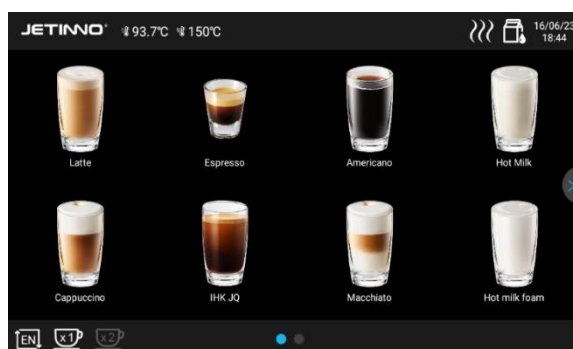 JETINNO 93.7℃ 150℃ 16/06/23
18:44
Latte Espresso Americano Hot Milk
Cappuccino IHK JQ Macchiato Hot milk foam
EN x1 x2